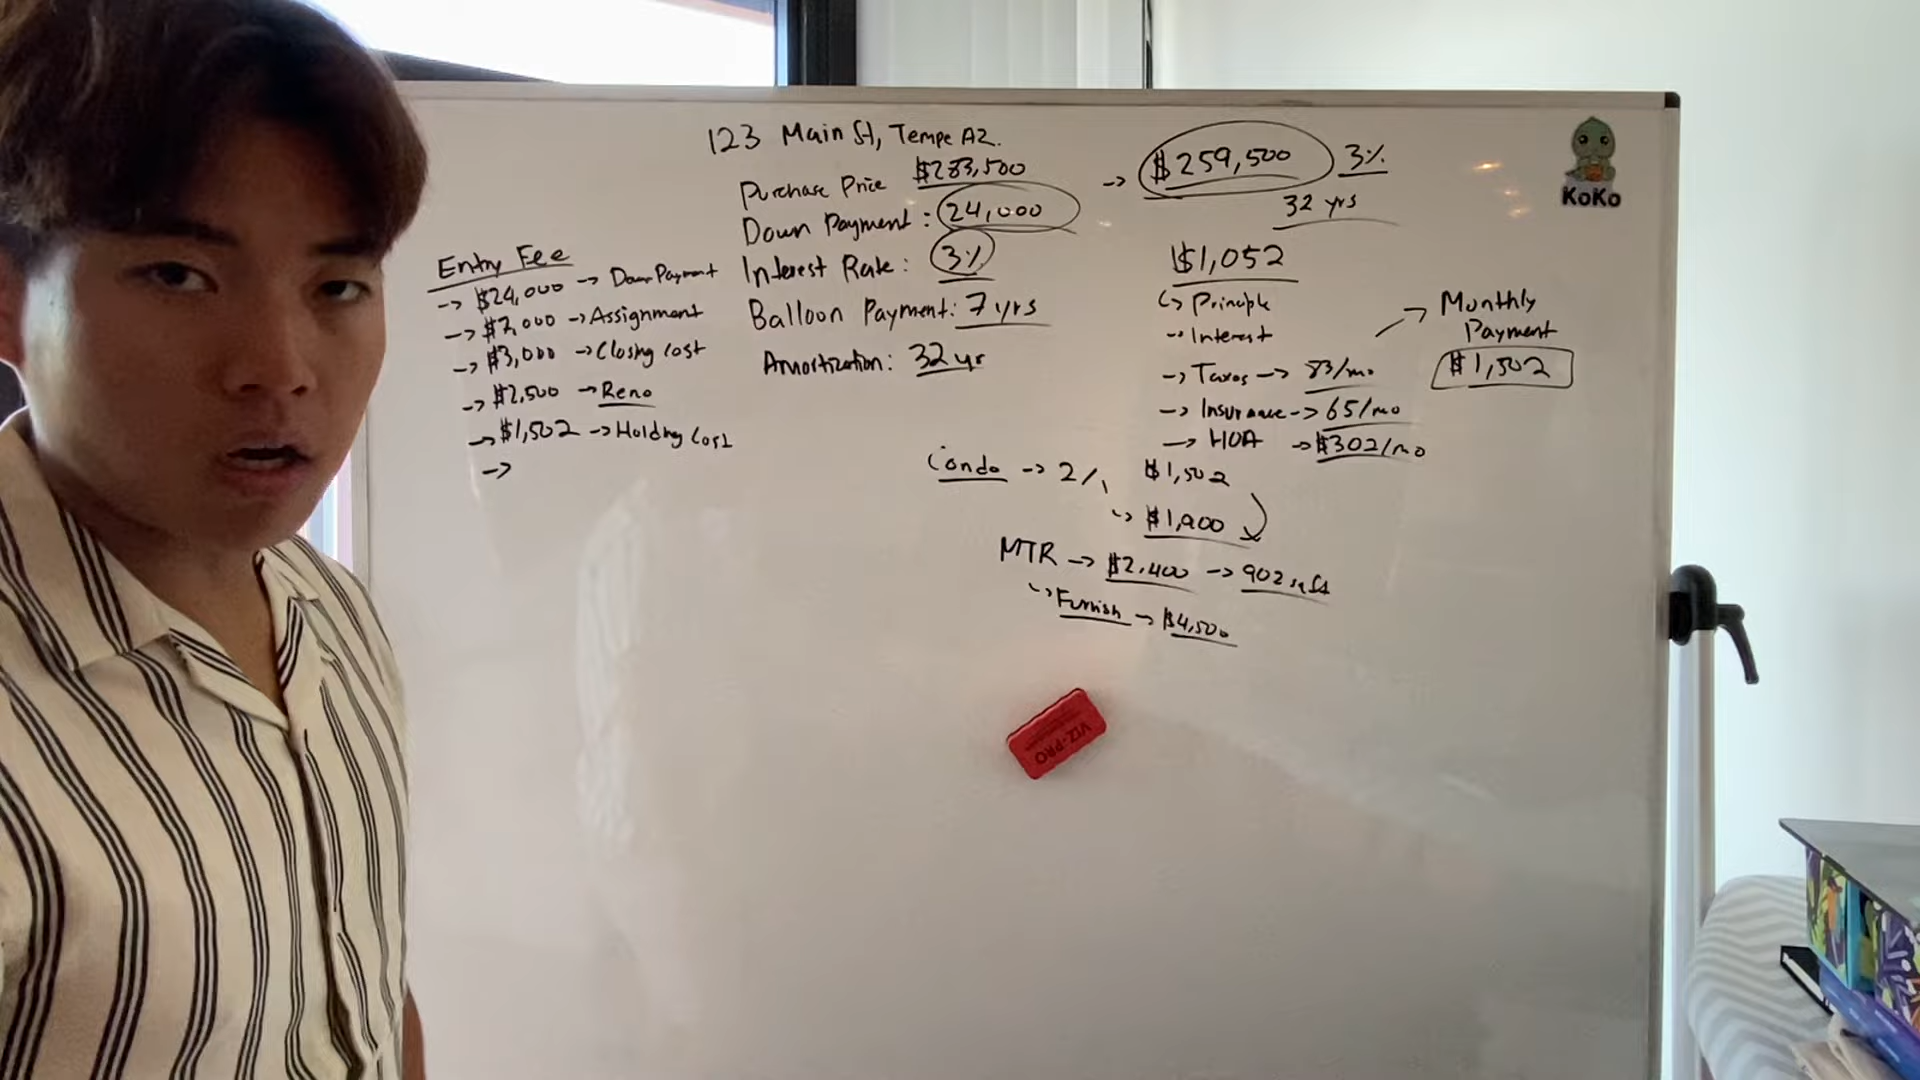 123 Main St, Tempe AZ.
Purchase Price $283,500
Down Payment : 24,000
Interest Rate : 3%
Balloon Payment: 7 yrs
Amortization: 32 yr
Entry Fee
-> $24,000 -> Down Payment
-> $7,000 -> Assignment
-> $3,000 -> Closing cost
-> $2,500 -> Reno
-> $1,502 -> Holding Cost
->
-> $259,500 3%
32 yrs
$1,052
↳ Principle
-> Interest
-> Taxes -> 83/mo
-> Insurance -> 65/mo
-> HOA -> $302/mo
-> Monthly
Payment
$1,502
Condo -> 2/1 $1,502
↳ $1,900
MTR -> $2,400 -> 902 sqft
↳ Furnish -> $4,500
KoKo
VIZ-PRO